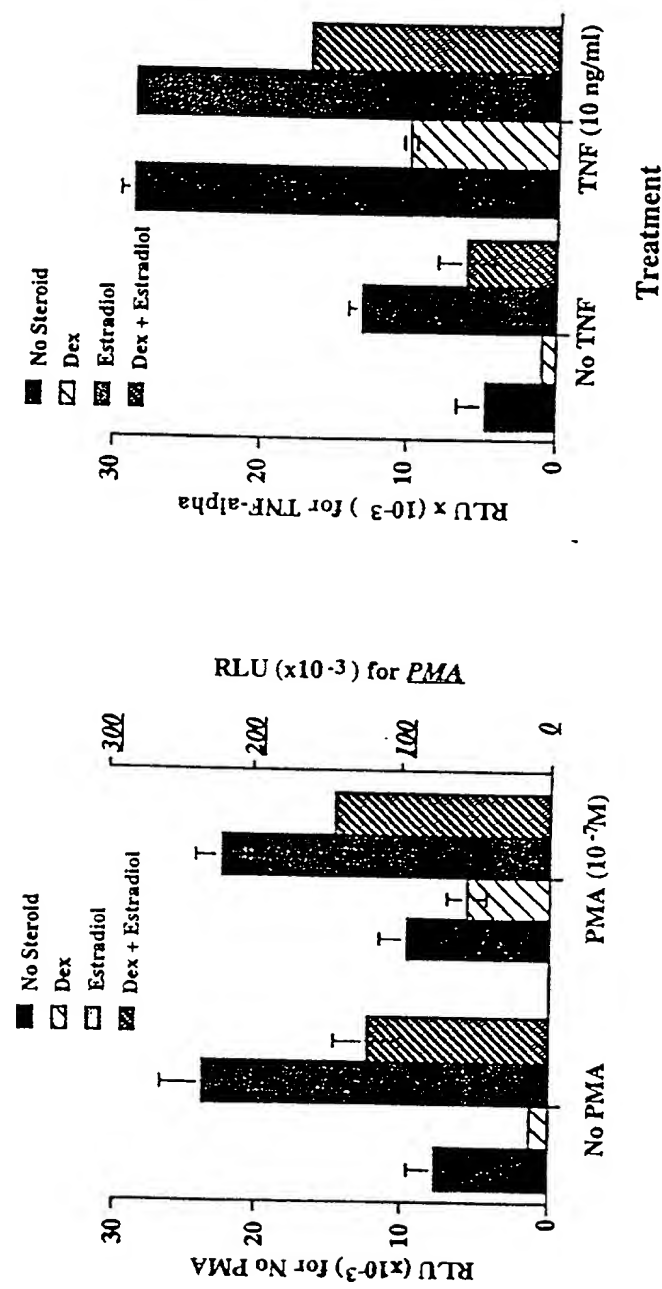 No Steroid
Dex
Estradiol
Dex + Estradiol
RLU (x10-3) for No PMA
30
20
10
0
RLU (x10-3) for PMA
300
200
100
0
No PMA
PMA (10-7M)
No Steroid
Dex
Estradiol
Dex + Estradiol
RLU x (10-3 ) for TNF-alpha
30
20
10
0
No TNF
TNF (10 ng/ml)
Treatment